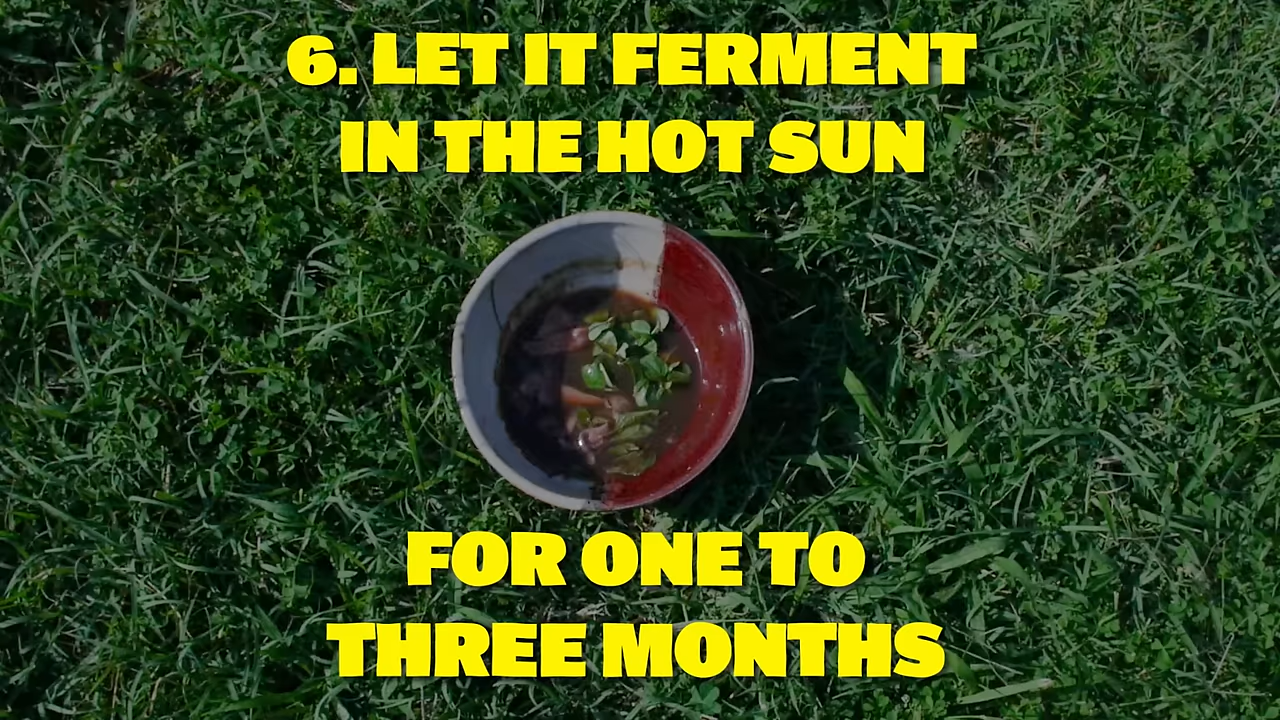 6. LET IT FERMENT
IN THE HOT SUN
FOR ONE TO
THREE MONTHS